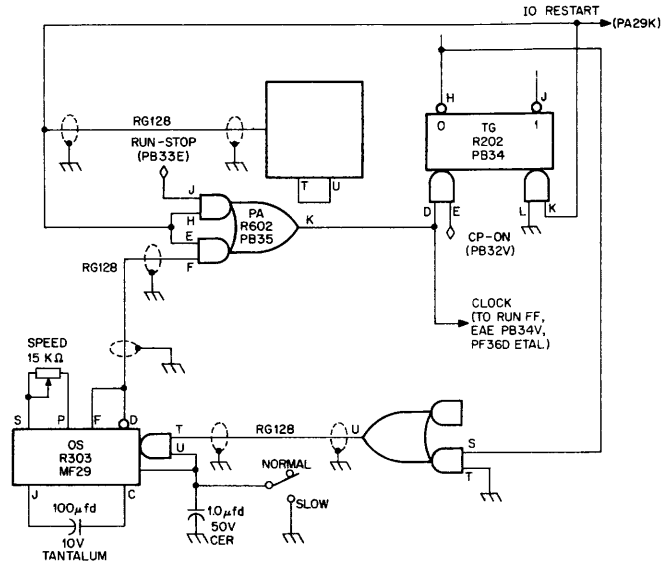 IO RESTART
(PA29K)
H
J
RG128
0
1
TG
R202
PB34
RUN-STOP
(PB33E)
T
U
J
PA
R602
PB35
H
E
F
K
D
E
L
K
CP-ON
(PB32V)
RG128
CLOCK
(TO RUN FF,
EAE PB34V,
PF36D ETAL)
SPEED
15 KΩ
S
P
F
D
OS
R303
MF29
T
U
RG128
U
S
T
NORMAL
SLOW
J
C
100µfd
10V
TANTALUM
1.0µfd
50V
CER